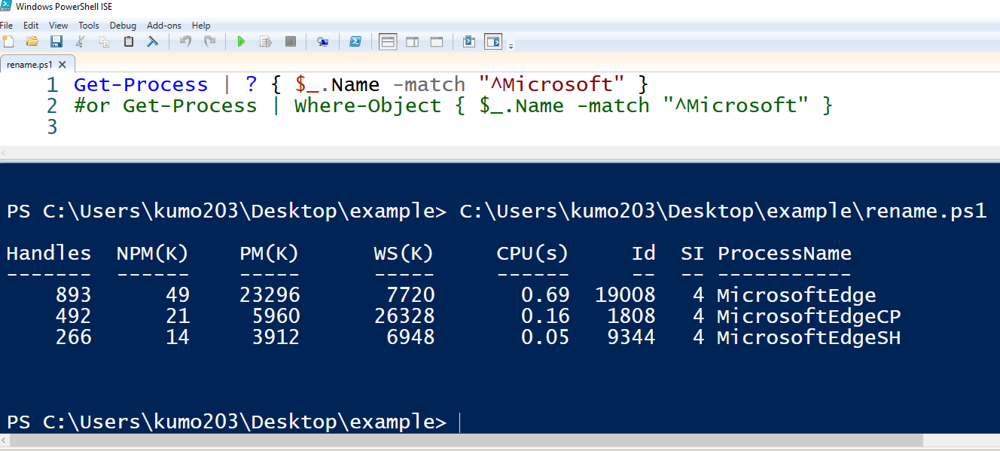 Windows PowerShell ISE
File Edit View Tools Debug Add-ons Help
rename.ps1
1 Get-Process | ? { $_.Name -match "^Microsoft" }
2 #or Get-Process | Where-Object { $_.Name -match "^Microsoft" }
3
PS C:\Users\kumo203\Desktop\example> C:\Users\kumo203\Desktop\example\rename.ps1
Handles NPM(K) PM(K) WS(K) CPU(s) Id SI ProcessName
------- ------ ----- ----- ------ -- -- -----------
893 49 23296 7720 0.69 19008 4 MicrosoftEdge
492 21 5960 26328 0.16 1808 4 MicrosoftEdgeCP
266 14 3912 6948 0.05 9344 4 MicrosoftEdgeSH
PS C:\Users\kumo203\Desktop\example>